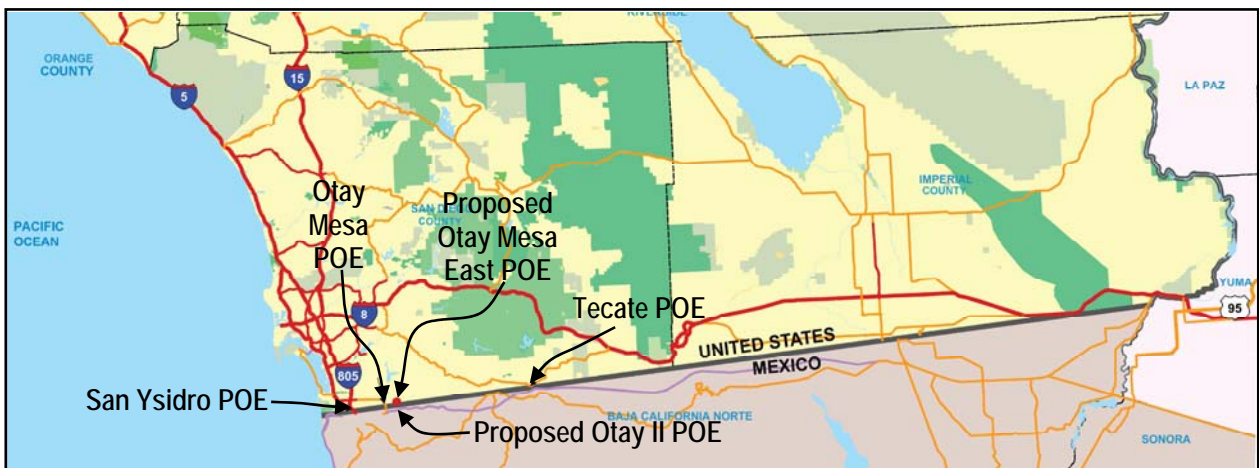 RIVERSIDE
ORANGE
COUNTY
5
15
LA PAZ
IMPERIAL
COUNTY
PACIFIC
OCEAN
Otay
Mesa
POE
SAN DIEGO
COUNTY
Proposed
Otay Mesa
East POE
Tecate POE
YUMA
95
8
805
UNITED STATES
MEXICO
San Ysidro POE
BAJA CALIFORNIA NORTE
Proposed Otay II POE
SONORA